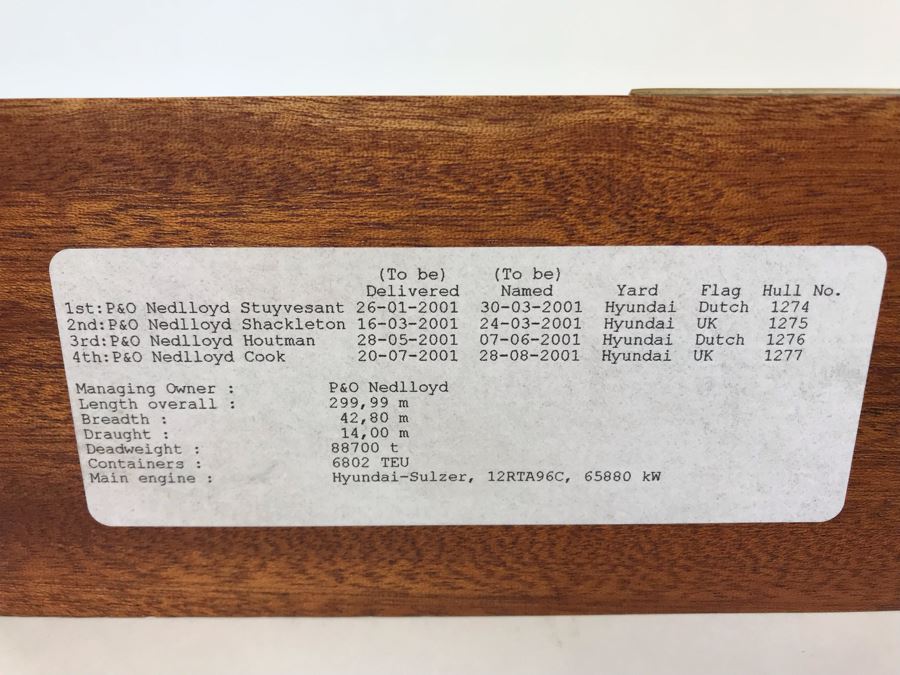 (To be) (To be)
Delivered Named Yard Flag Hull No.
1st:P&O Nedlloyd Stuyvesant 26-01-2001 30-03-2001 Hyundai Dutch 1274
2nd:P&O Nedlloyd Shackleton 16-03-2001 24-03-2001 Hyundai UK 1275
3rd:P&O Nedlloyd Houtman 28-05-2001 07-06-2001 Hyundai Dutch 1276
4th:P&O Nedlloyd Cook 20-07-2001 28-08-2001 Hyundai UK 1277
Managing Owner : P&O Nedlloyd
Length overall : 299,99 m
Breadth : 42,80 m
Draught : 14,00 m
Deadweight : 88700 t
Containers : 6802 TEU
Main engine : Hyundai-Sulzer, 12RTA96C, 65880 kW